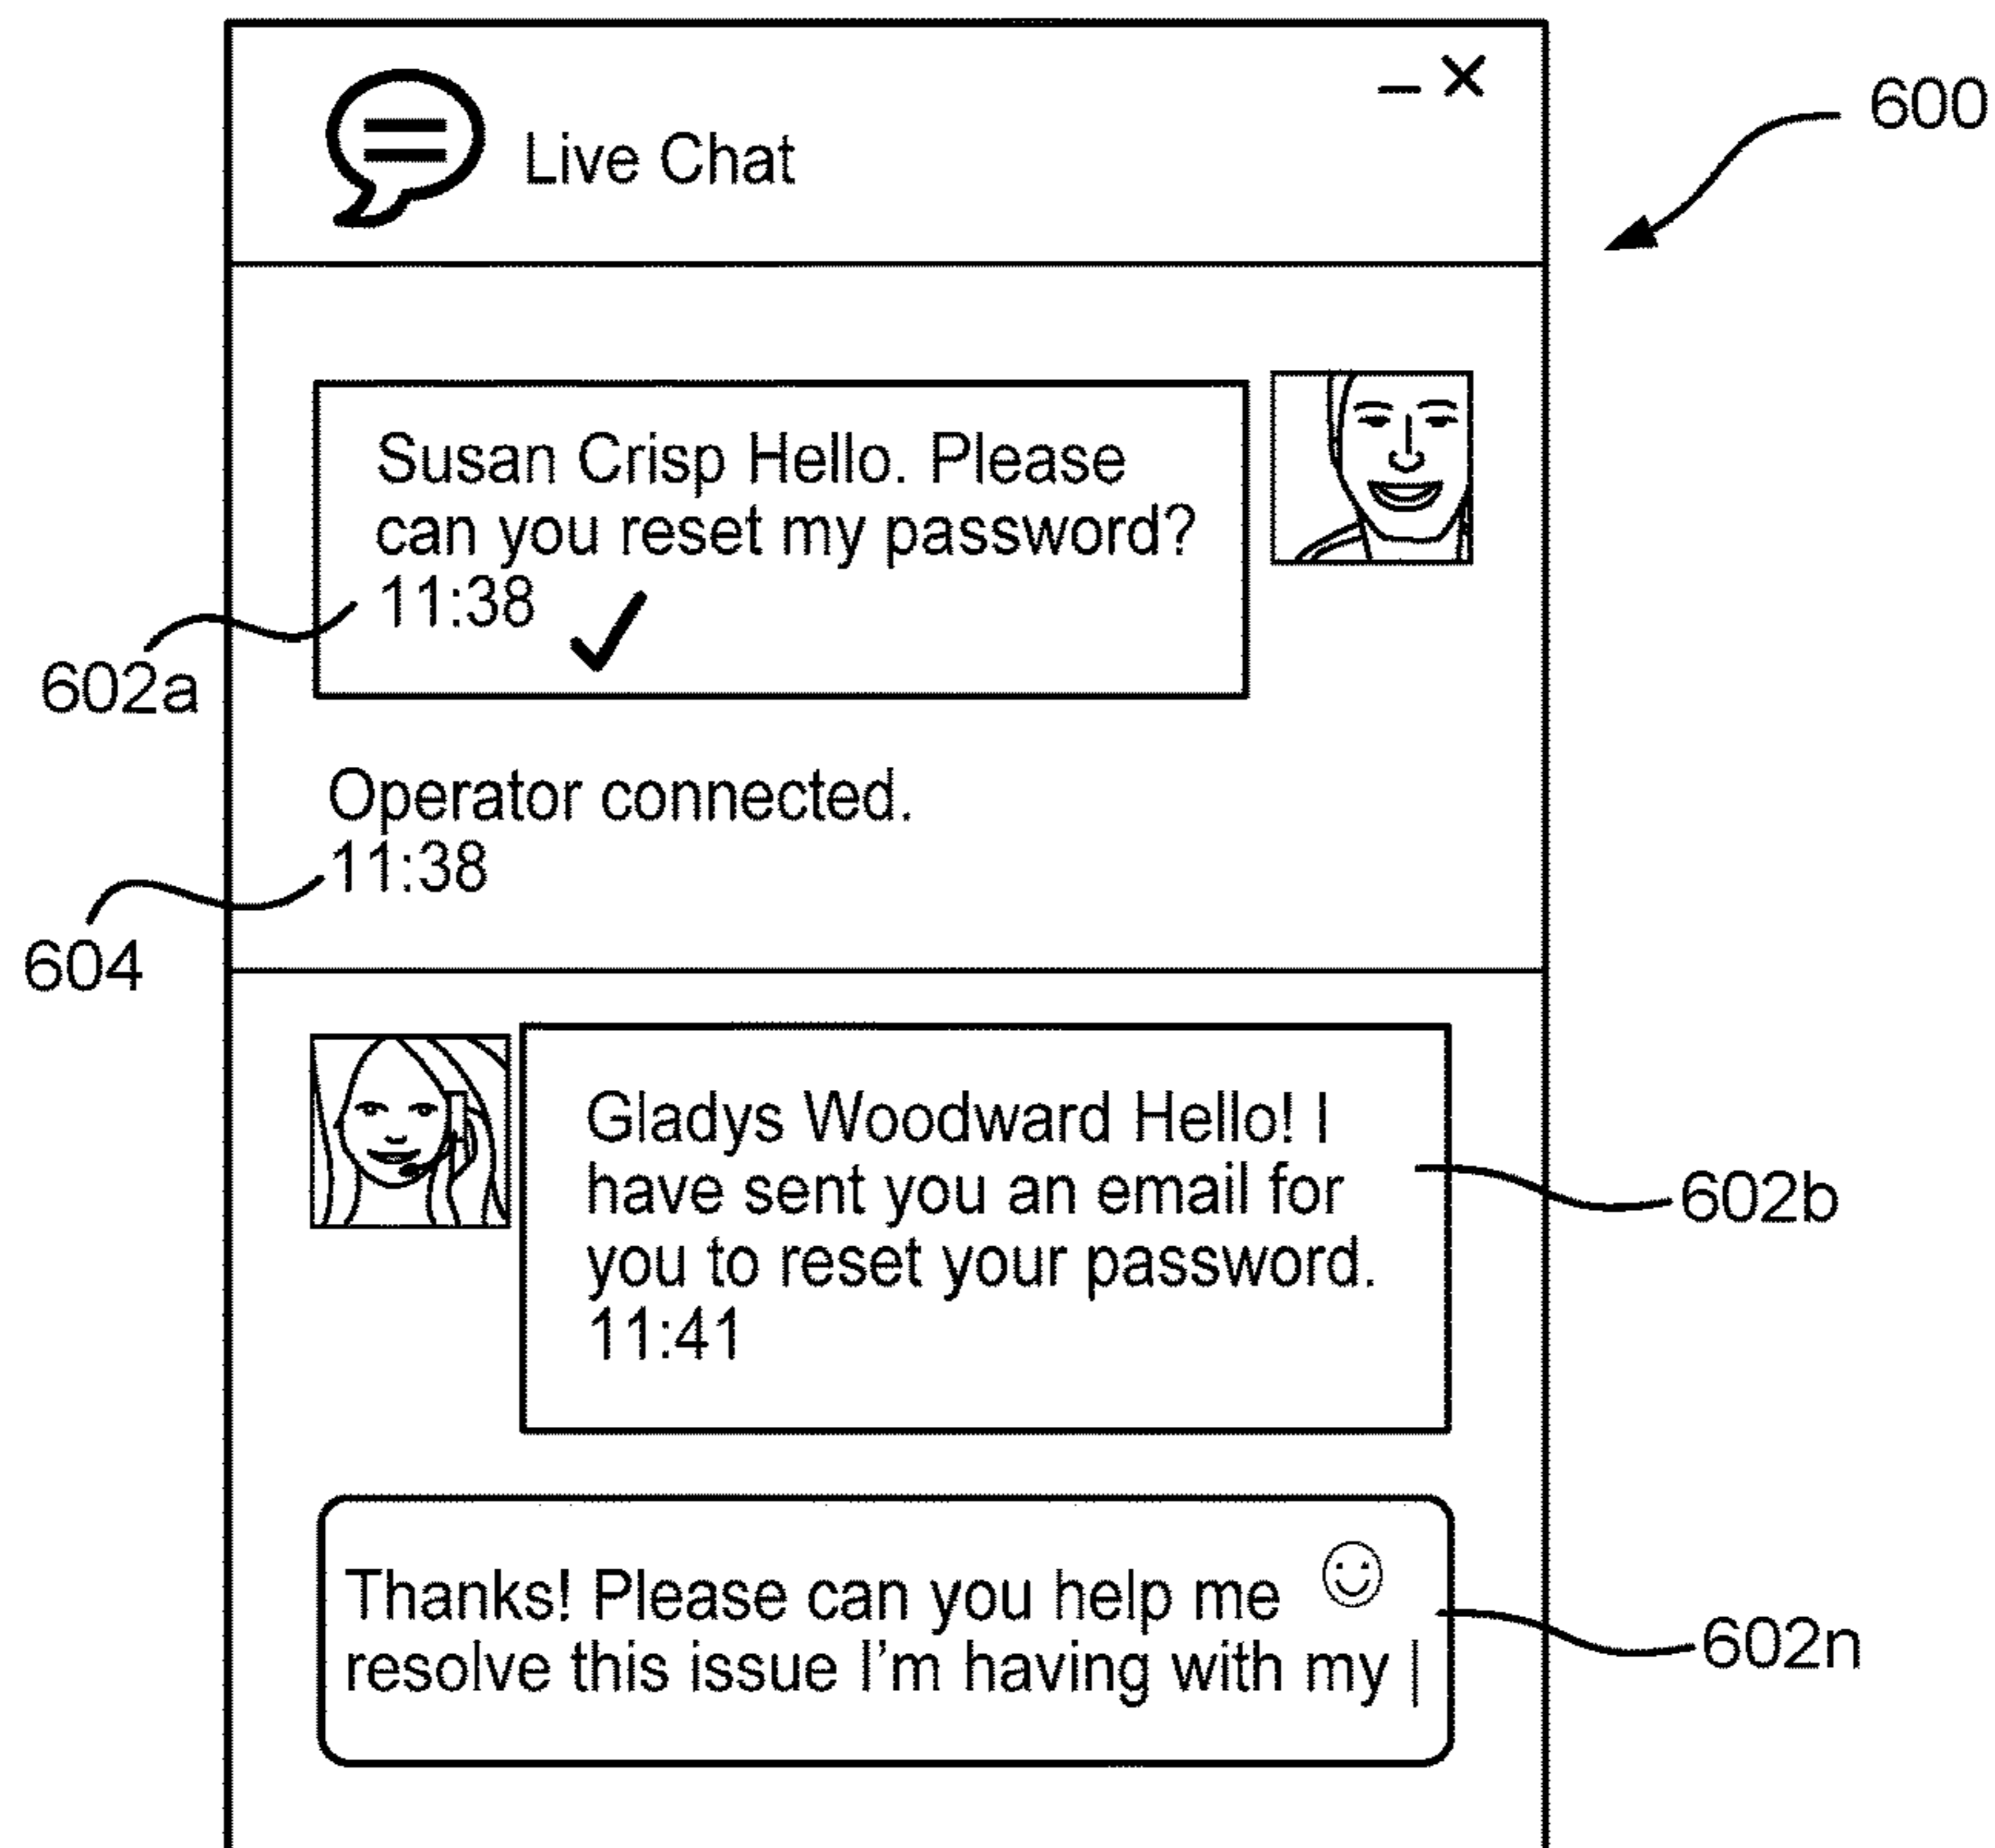 Live Chat
600
Susan Crisp Hello. Please
can you reset my password?
11:38
602a
Operator connected.
11:38
604
Gladys Woodward Hello! I
have sent you an email for
you to reset your password.
11:41
602b
Thanks! Please can you help me
resolve this issue I'm having with my |
602n